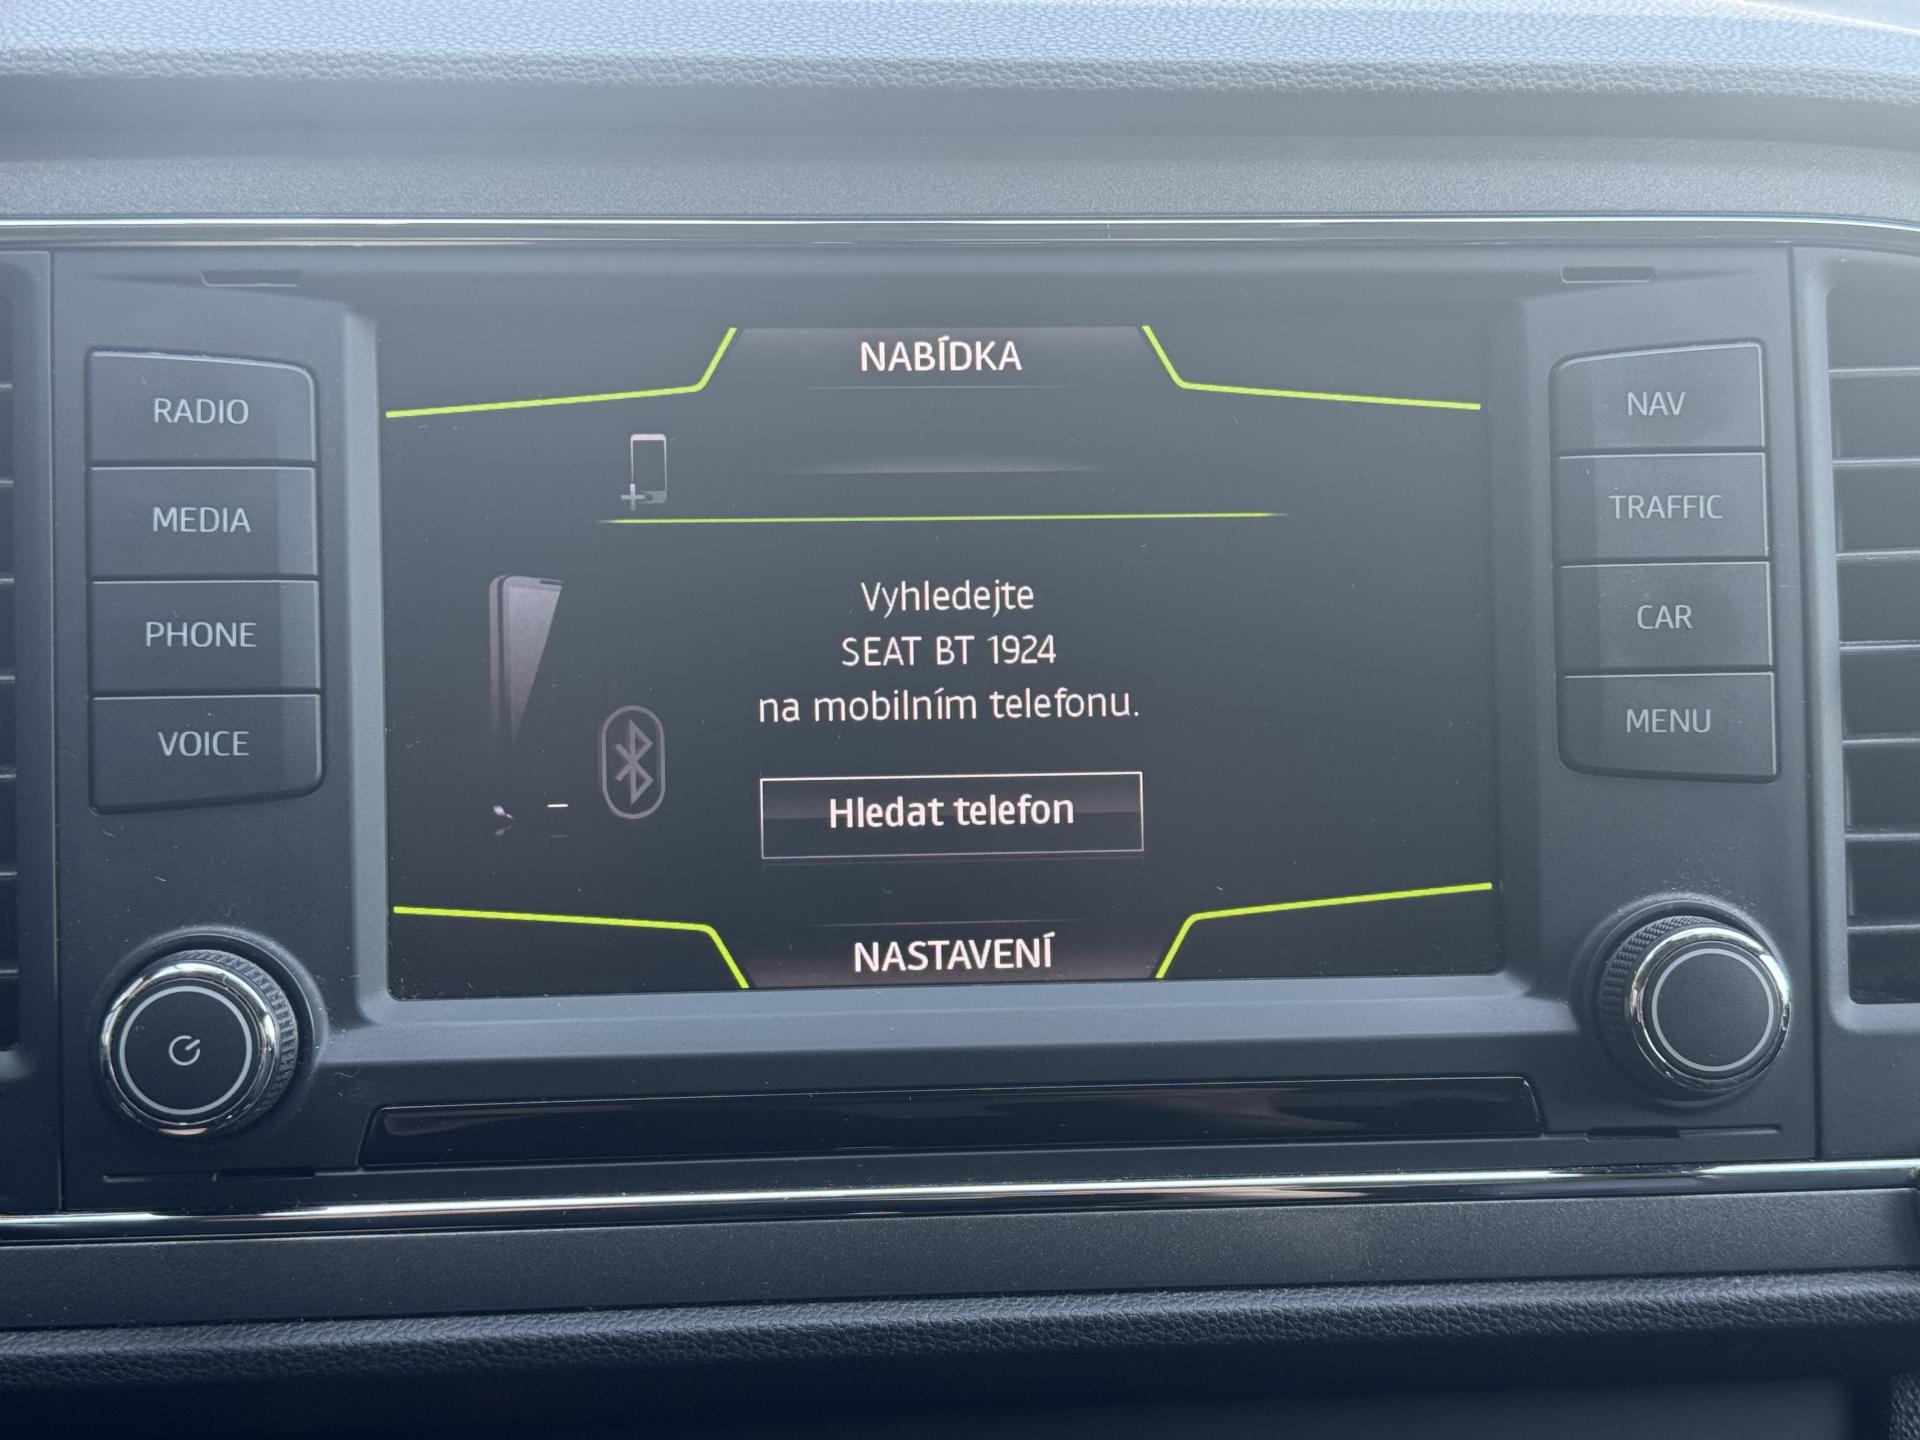 NABÍDKA
RADIO
MEDIA
PHONE
VOICE
Vyhledejte
SEAT BT 1924
na mobilním telefonu.
Hledat telefon
NASTAVENÍ
NAV
TRAFFIC
CAR
MENU